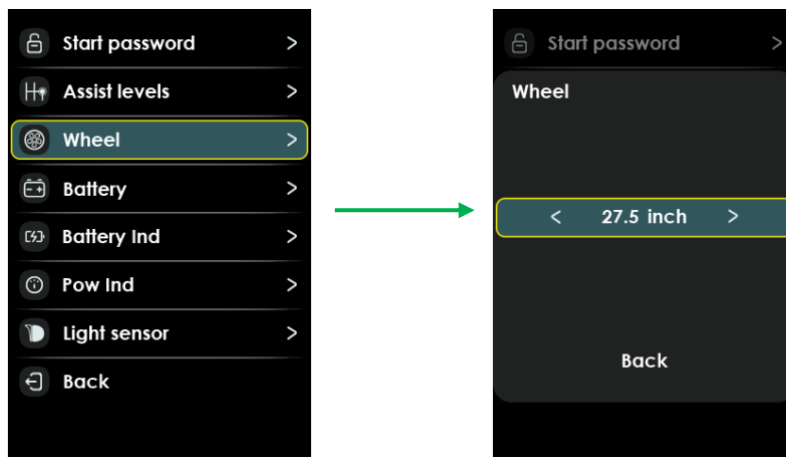 Start password >
Assist levels >
Wheel >
Battery >
Battery Ind >
Pow Ind >
Light sensor >
Back
Start password >
Wheel
< 27.5 inch >
Back